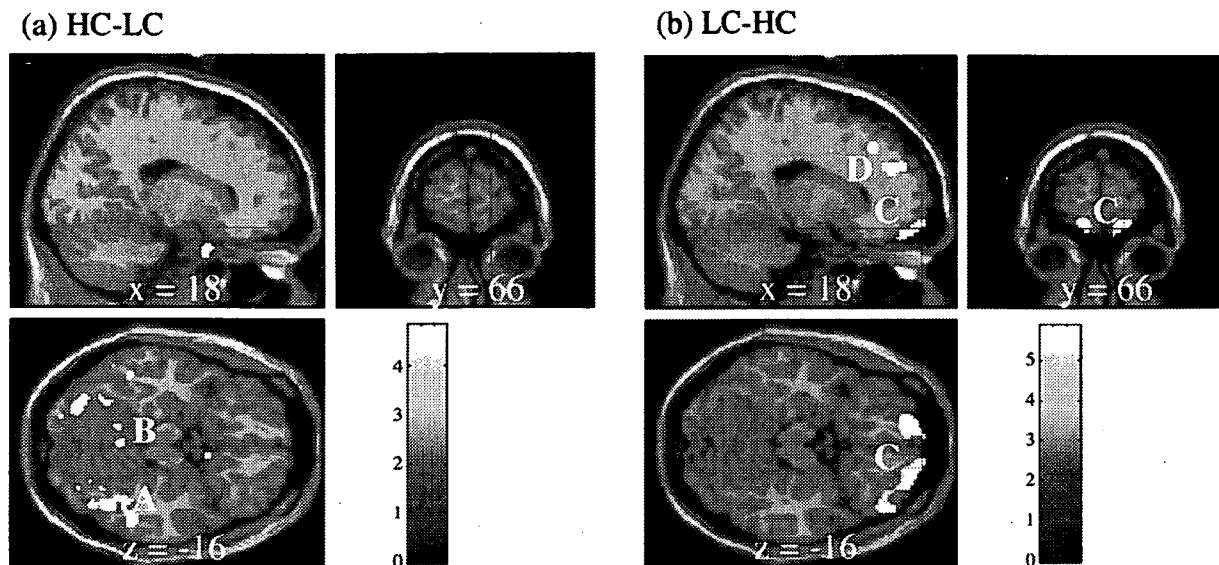 (a) HC-LC
(b) LC-HC
x = 18
y = 66
D
C
x = 18
C
y = 66
B
A
z = -16
4
3
2
1
0
C
z = -16
5
4
3
2
1
0